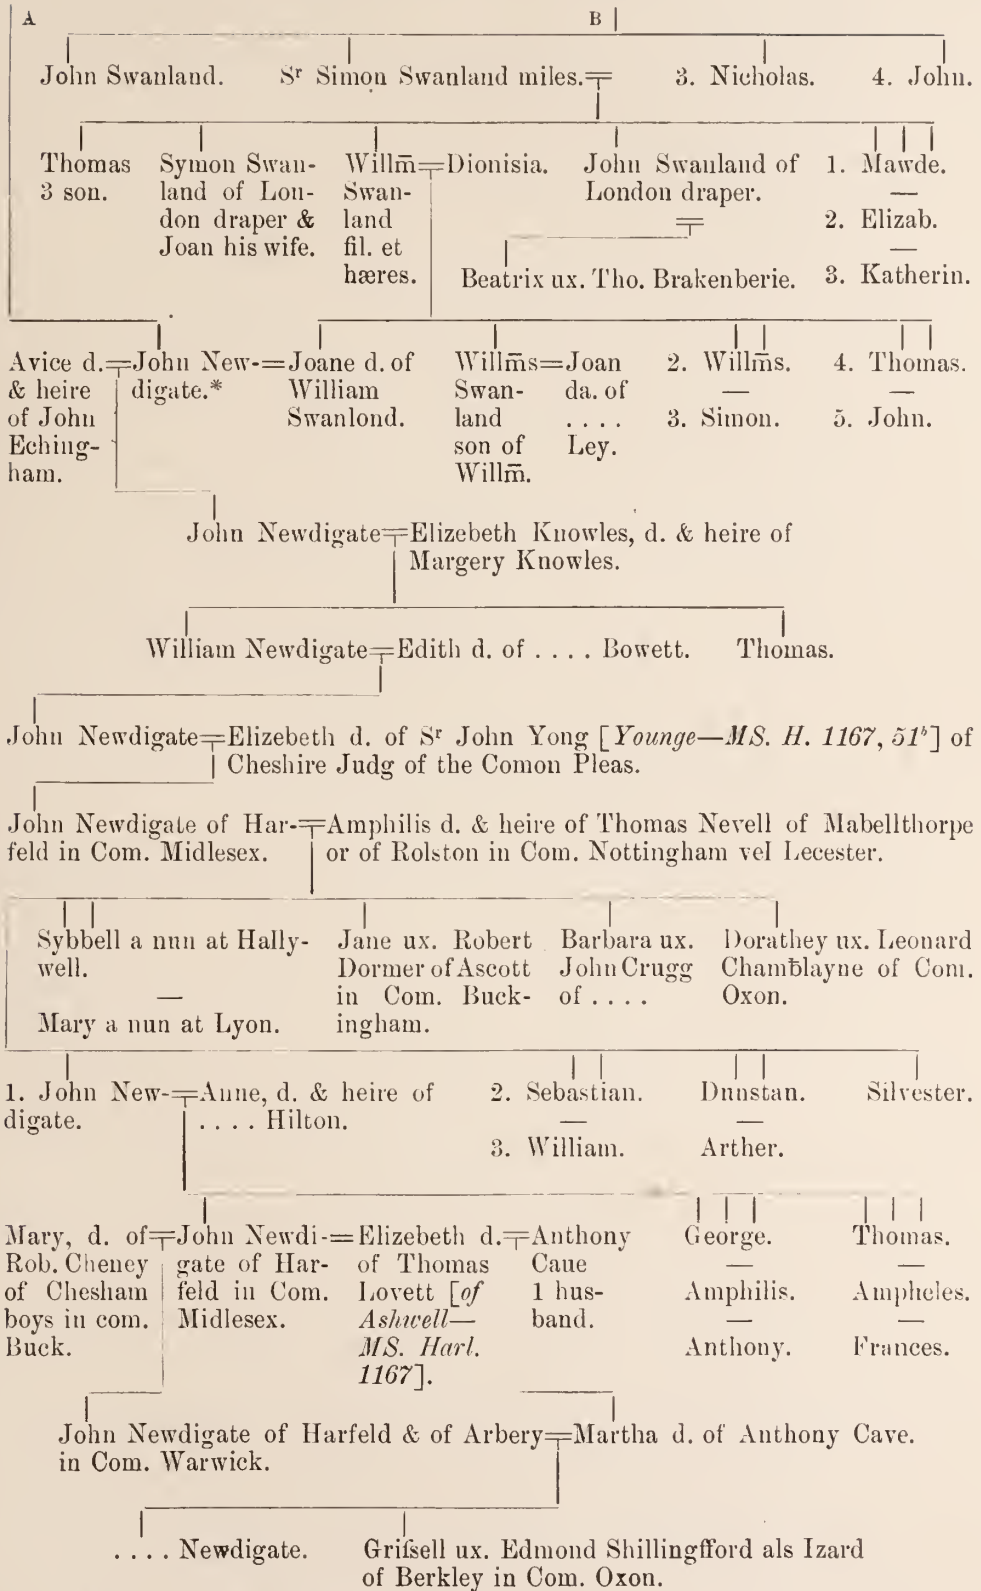 A B
John Swanland. Sr Simon Swanland miles. 3. Nicholas. 4. John.
Thomas
3 son.
Symon Swan-
land of Lon-
don draper &
Joan his wife.
Willm̄
Swan-
land
fil. et
hæres.
Dionisia.
John Swanland of
London draper.
1. Mawde.
—
2. Elizab.
—
3. Katherin.
Beatrix ux. Tho. Brakenberie.
Avice d.
& heire
of John
Eching-
ham.
John New-
digate.*
Joane d. of
William
Swanlond.
Willm̄s
Swan-
land
son of
Willm̄.
Joan
da. of
. . . .
Ley.
2. Willm̄s.
—
3. Simon.
4. Thomas.
—
5. John.
John Newdigate Elizebeth Knowles, d. & heire of
Margery Knowles.
William Newdigate Edith d. of . . . . Bowett. Thomas.
John Newdigate Elizebeth d. of Sr John Yong [Younge—MS. H. 1167, 51b] of
Cheshire Judg of the Comon Pleas.
John Newdigate of Har-
feld in Com. Midlesex.
Amphilis d. & heire of Thomas Nevell of Mabellthorpe
or of Rolston in Com. Nottingham vel Lecester.
Sybbell a nun at Hally-
well.
—
Mary a nun at Lyon.
Jane ux. Robert
Dormer of Ascott
in Com. Buck-
ingham.
Barbara ux.
John Crugg
of . . . .
Dorathey ux. Leonard
Chamƀlayne of Com.
Oxon.
1. John New-
digate.
Anne, d. & heire of
. . . . Hilton.
2. Sebastian.
—
3. William.
Dunstan.
—
Arther.
Silvester.
Mary, d. of
Rob. Cheney
of Chesham
boys in com.
Buck.
John Newdi-
gate of Har-
feld in Com.
Midlesex.
Elizebeth d.
of Thomas
Lovett [of
Ashwell—
MS. Harl.
1167].
Anthony
Caue
1 hus-
band.
George.
—
Amphilis.
—
Anthony.
Thomas.
—
Ampheles.
—
Frances.
John Newdigate of Harfeld & of Arbery
in Com. Warwick.
Martha d. of Anthony Cave.
. . . . Newdigate.
Griſsell ux. Edmond Shillingfford als Izard
of Berkley in Com. Oxon.